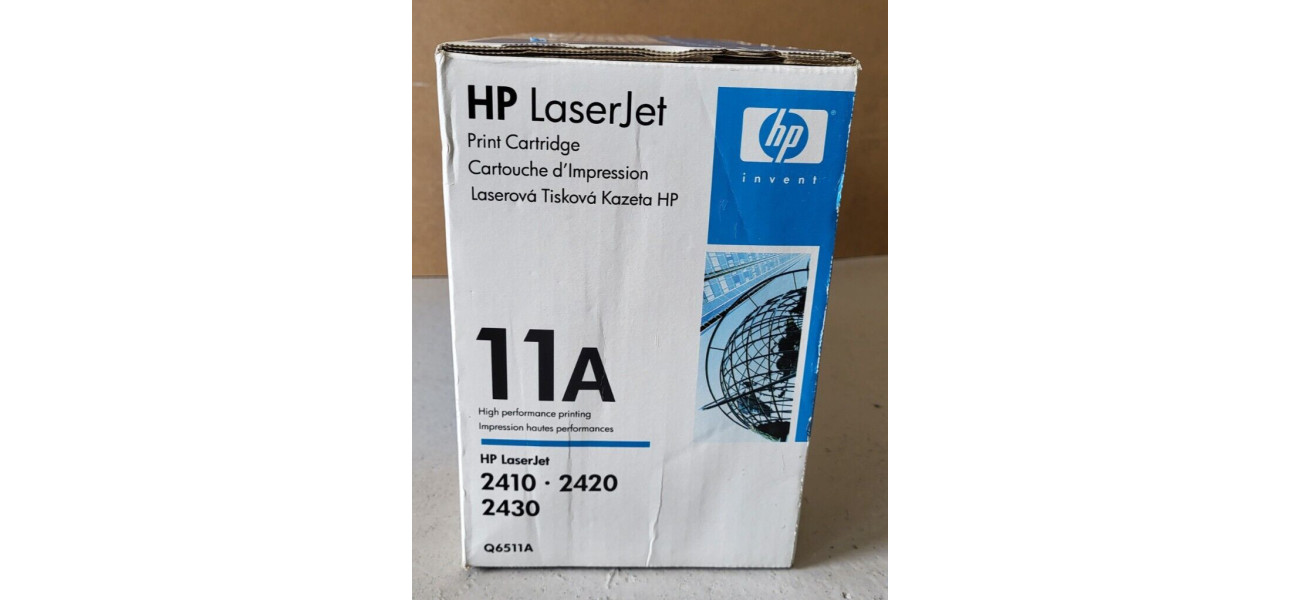 HP LaserJet
Print Cartridge
Cartouche d'Impression
Laserová Tisková Kazeta HP
hp
®
invent
11A
High performance printing
Impression hautes performances
HP LaserJet
2410 · 2420
2430
Q6511A